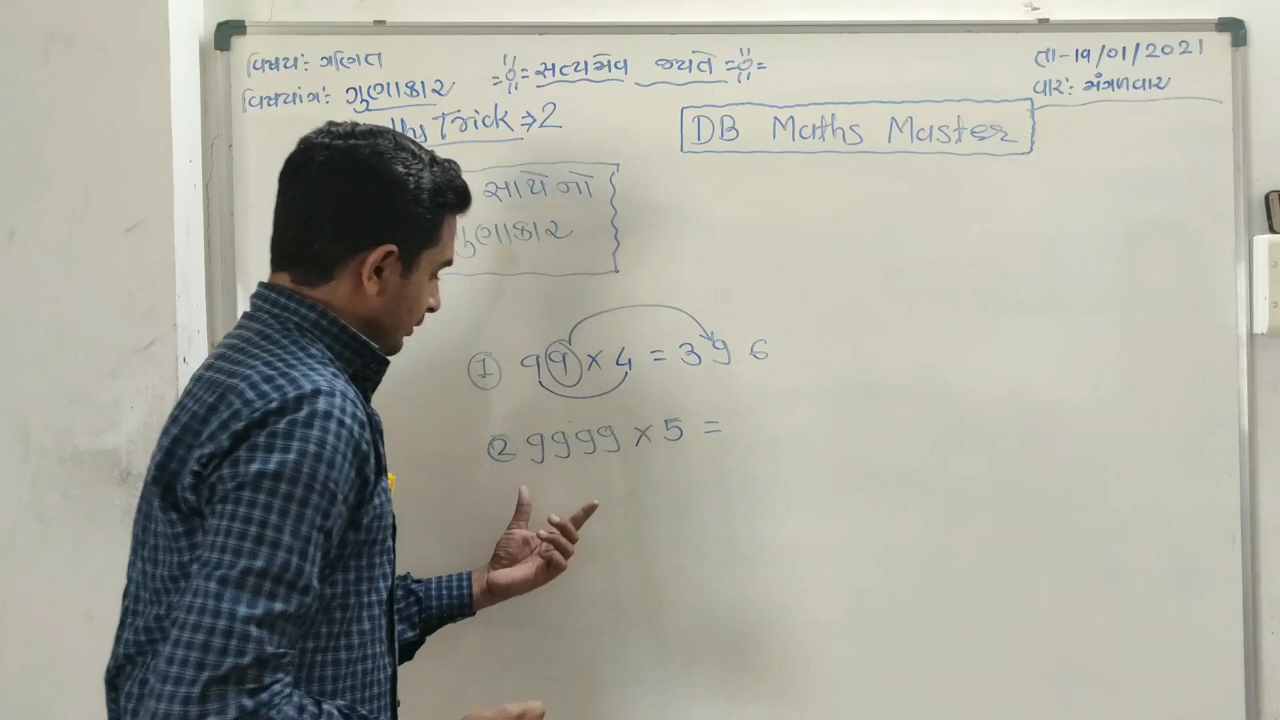 વિષય: ગણિત
વિષયાંગ: ગુણાકાર
સત્યમેવ જયતે
તા-19/01/2021
વાર: મંગળવાર
Trick ⇒ 2
DB Maths Master
સાથેનો
ગુણાકાર
① 99 × 4 = 396
② 9999 × 5 =